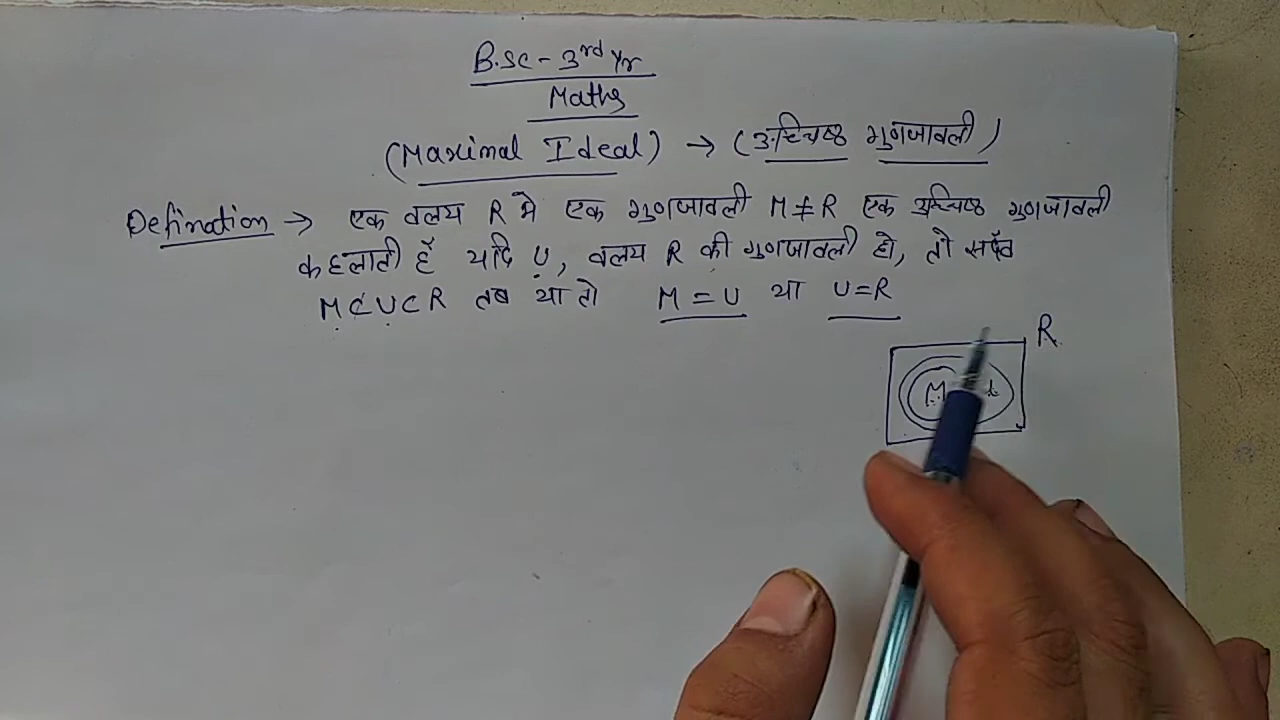 B.Sc - 3rd Yr
Maths
(Maximal Ideal) → (उच्चिष्ठ गुणजावली)
Defination → एक वलय R मे एक गुणजावली M ≠ R एक उच्चिष्ठ गुणजावली
कहलाती हैं यदि U, वलय R की गुणजावली हो, तो सदैव
M⊂U⊂R तब या तो M = U या U=R
R
M